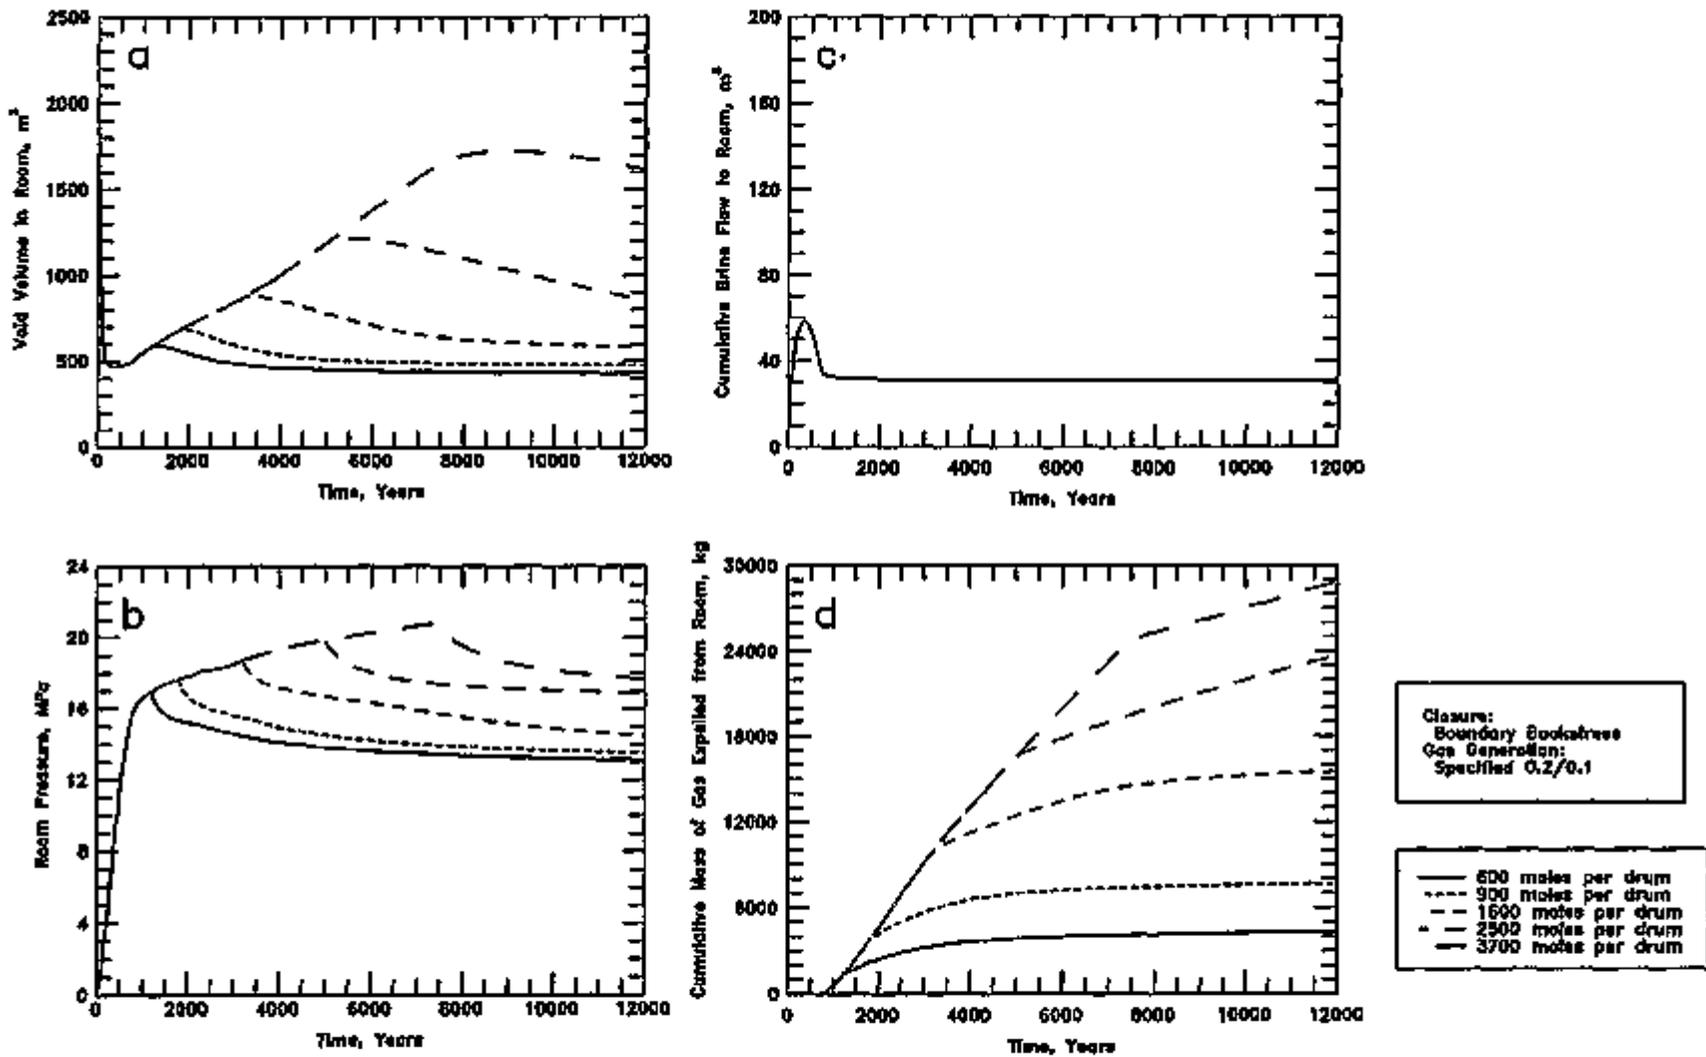 a
2500
2000
1500
1000
500
0
Void Volume in Room, m³
0 2000 4000 6000 8000 10000 12000
Time, Years
c
200
160
120
80
40
0
Cumulative Brine Flow to Room, m³
0 2000 4000 6000 8000 10000 12000
Time, Years
b
24
20
16
12
8
4
0
Room Pressure, MPa
0 2000 4000 6000 8000 10000 12000
Time, Years
d
30000
24000
18000
12000
6000
0
Cumulative Mass of Gas Expelled from Room, kg
0 2000 4000 6000 8000 10000 12000
Time, Years
Closure:
Boundary Backstress
Gas Generation:
Specified 0.2/0.1
600 moles per drum
900 moles per drum
1600 moles per drum
2500 moles per drum
3700 moles per drum